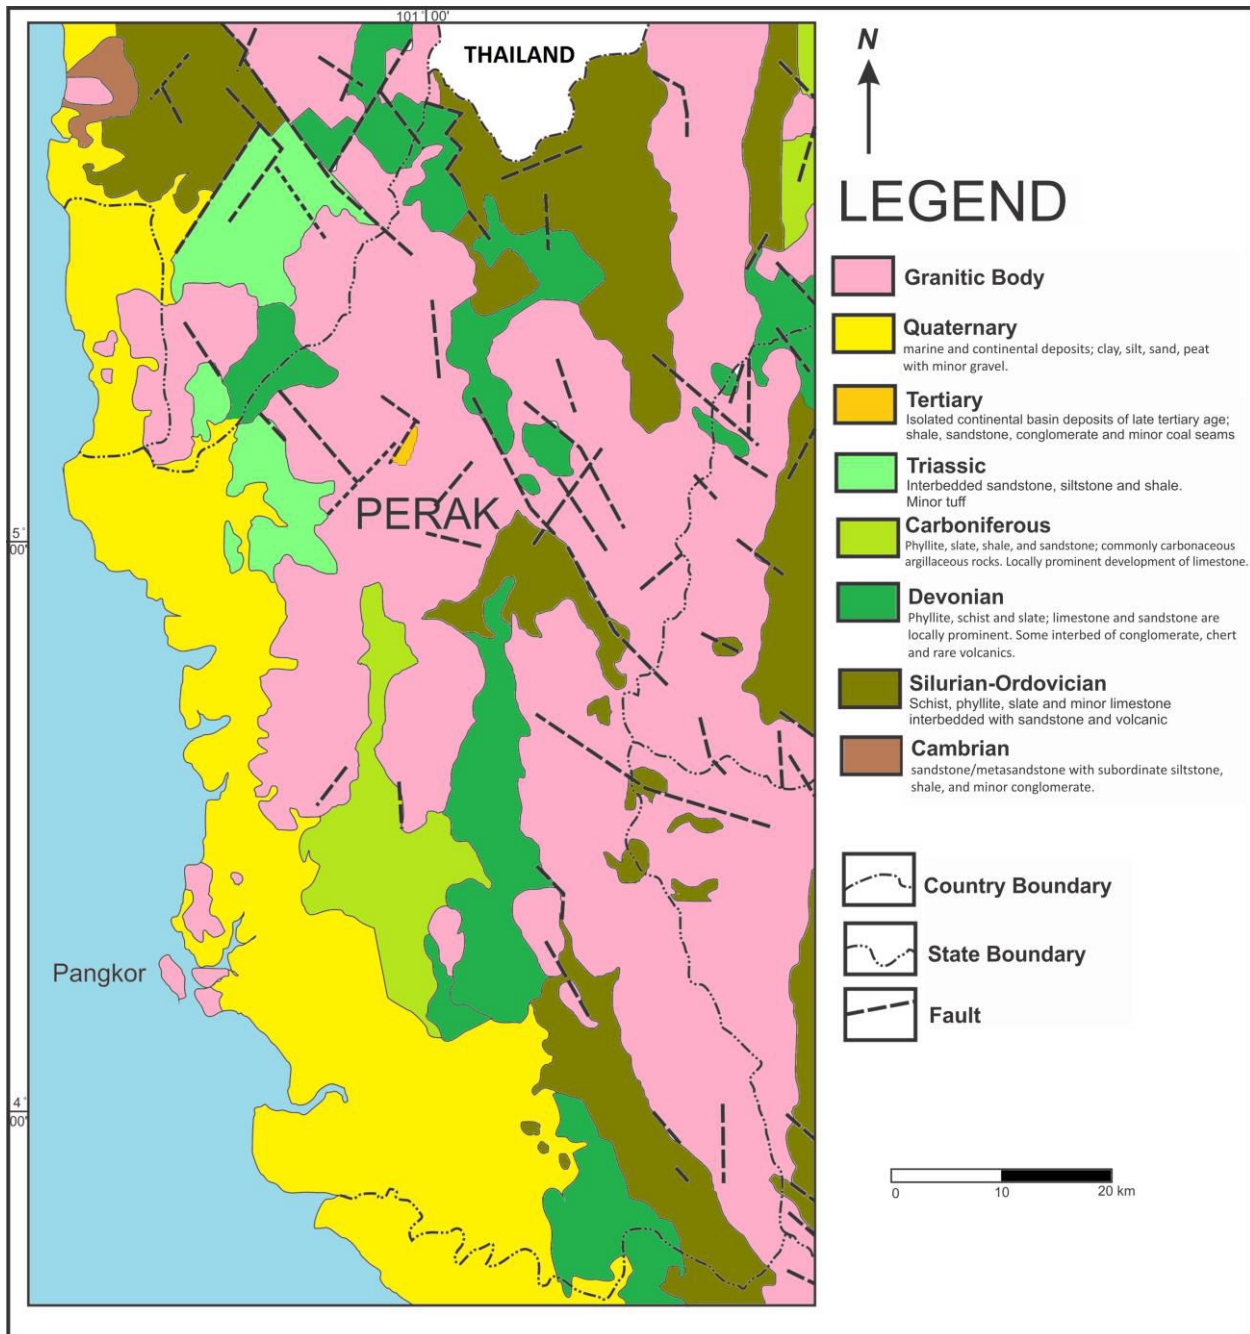 101°00'
THAILAND
N
LEGEND
Granitic Body
Quaternary
marine and continental deposits; clay, silt, sand, peat
with minor gravel.
Tertiary
Isolated continental basin deposits of late tertiary age;
shale, sandstone, conglomerate and minor coal seams
Triassic
Interbedded sandstone, siltstone and shale.
Minor tuff
PERAK
5°
00'
Carboniferous
Phyllite, slate, shale, and sandstone; commonly carbonaceous
argillaceous rocks. Locally prominent development of limestone.
Devonian
Phyllite, schist and slate; limestone and sandstone are
locally prominent. Some interbed of conglomerate, chert
and rare volcanics.
Silurian-Ordovician
Schist, phyllite, slate and minor limestone
interbedded with sandstone and volcanic
Cambrian
sandstone/metasandstone with subordinate siltstone,
shale, and minor conglomerate.
Country Boundary
State Boundary
Pangkor
Fault
4°
00'
0 10 20 km